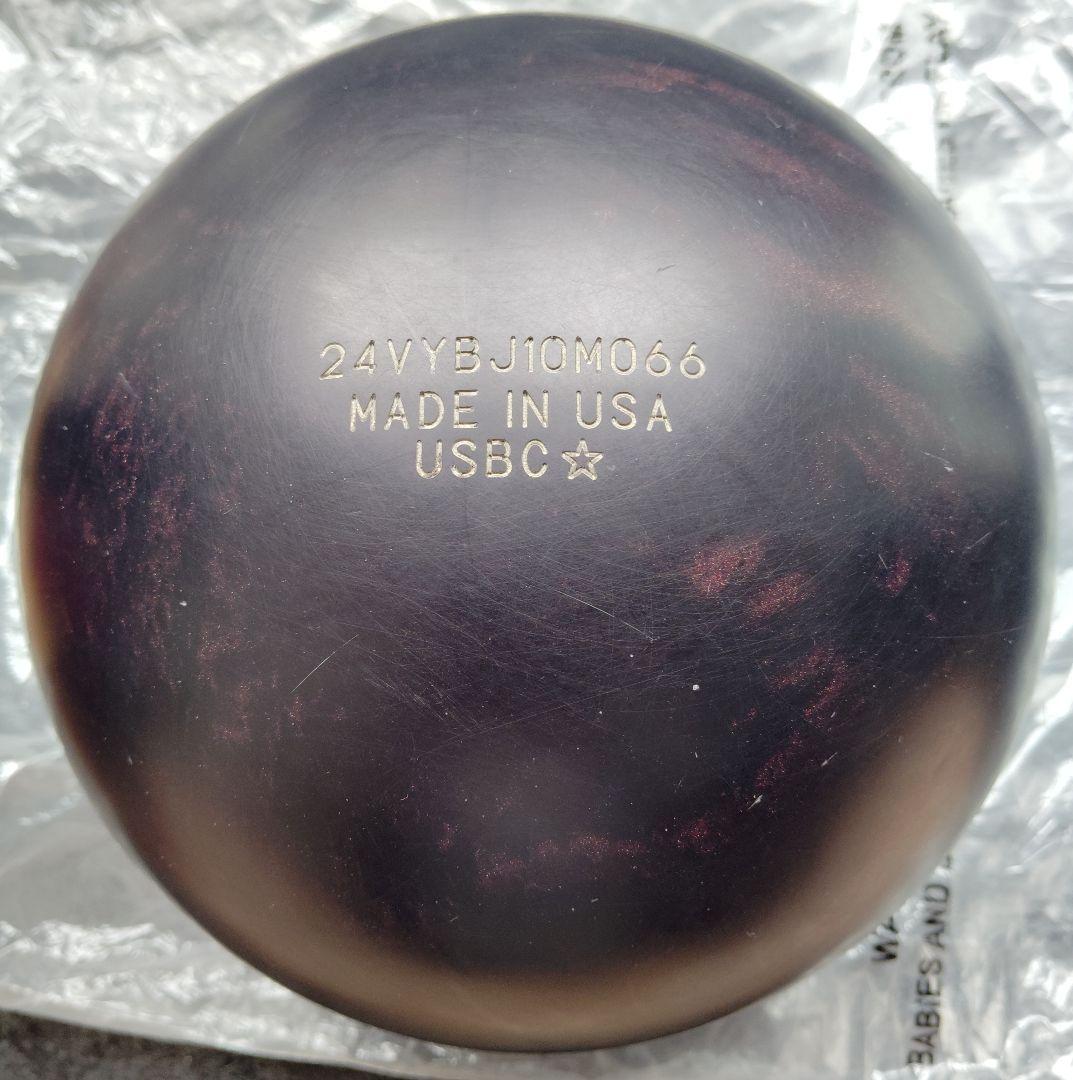 24VYBJ10M066
MADE IN USA
USBC☆
BABIES AND